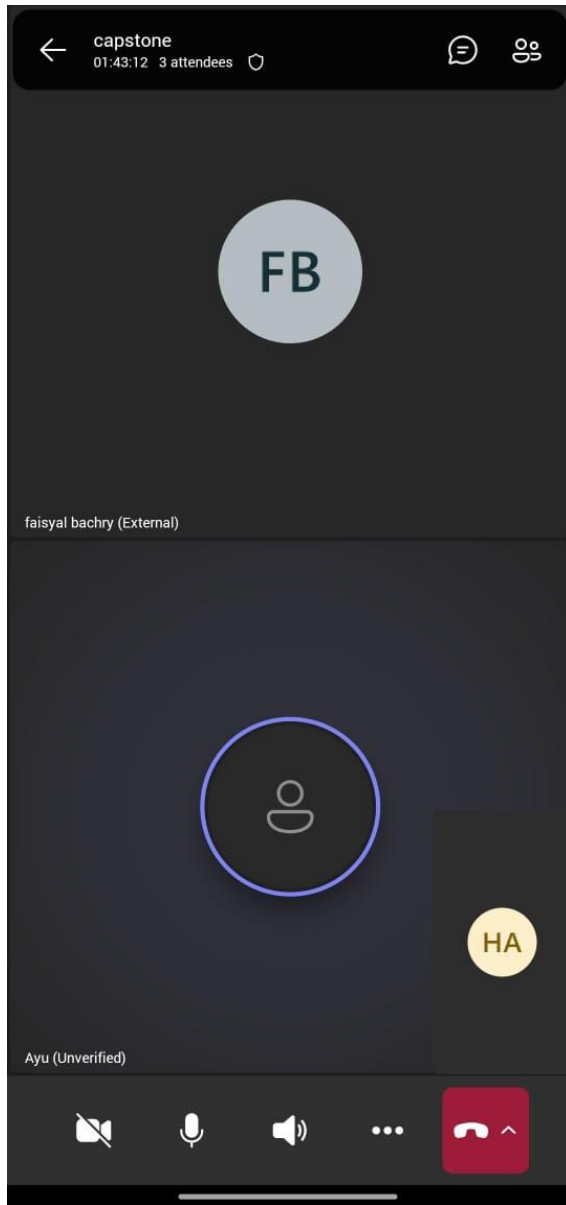 capstone
01:43:12 3 attendees
FB
faisyal bachry (External)
HA
Ayu (Unverified)